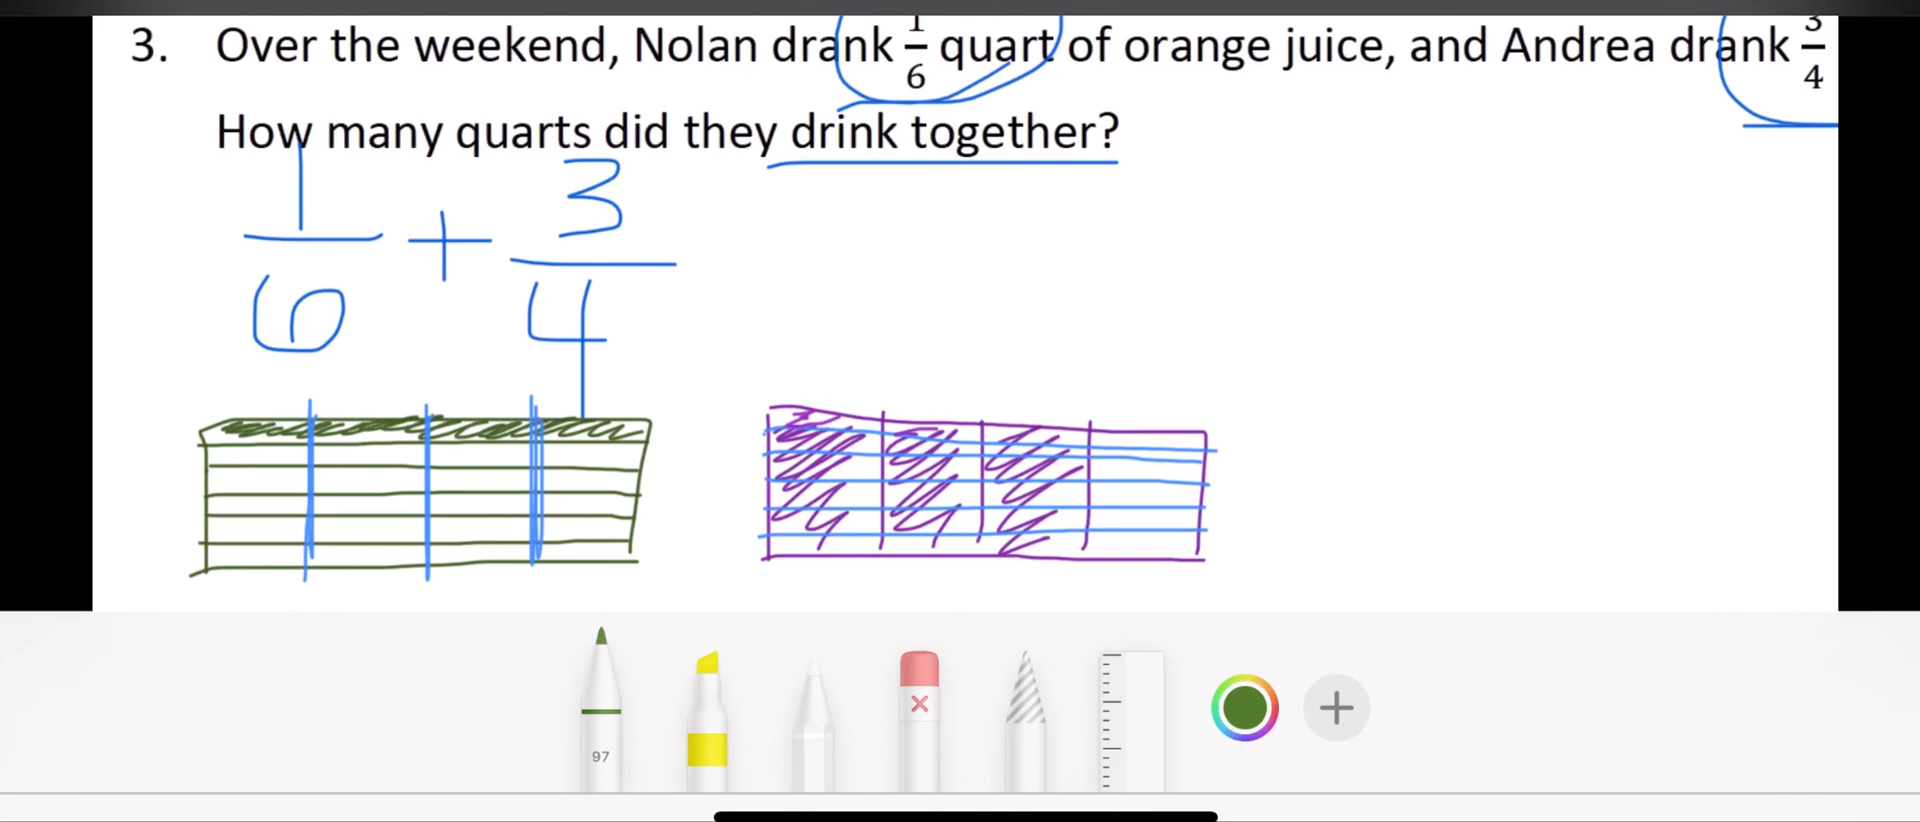 3. Over the weekend, Nolan drank 1/6 quart of orange juice, and Andrea drank 3/4
How many quarts did they drink together?
1/6 + 3/4
97